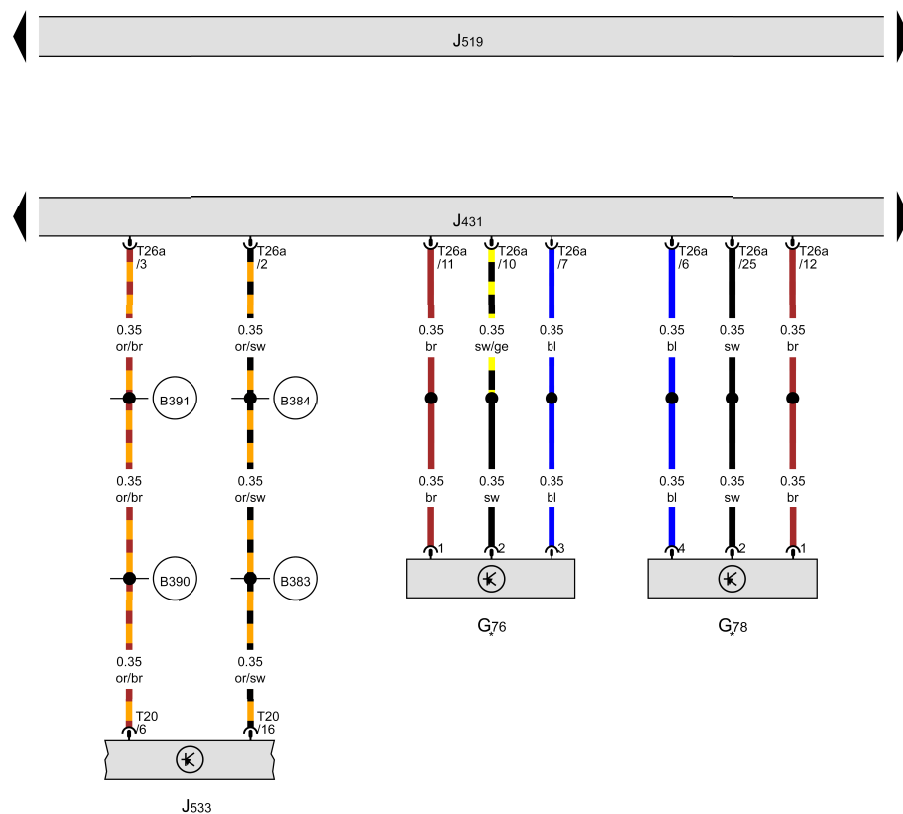 J519
J431
T26a
/3
T26a
/2
T26a
/11
T26a
/10
T26a
/7
T26a
/6
T26a
/25
T26a
/12
0.35
or/br
0.35
or/sw
0.35
br
0.35
sw/ge
0.35
bl
0.35
bl
0.35
sw
0.35
br
B391
B384
0.35
or/br
0.35
or/sw
0.35
br
0.35
sw
0.35
bl
0.35
bl
0.35
sw
0.35
br
1
2
3
4
2
1
B390
B383
G76
*
G78
*
0.35
or/br
0.35
or/sw
T20
/6
T20
/16
J533